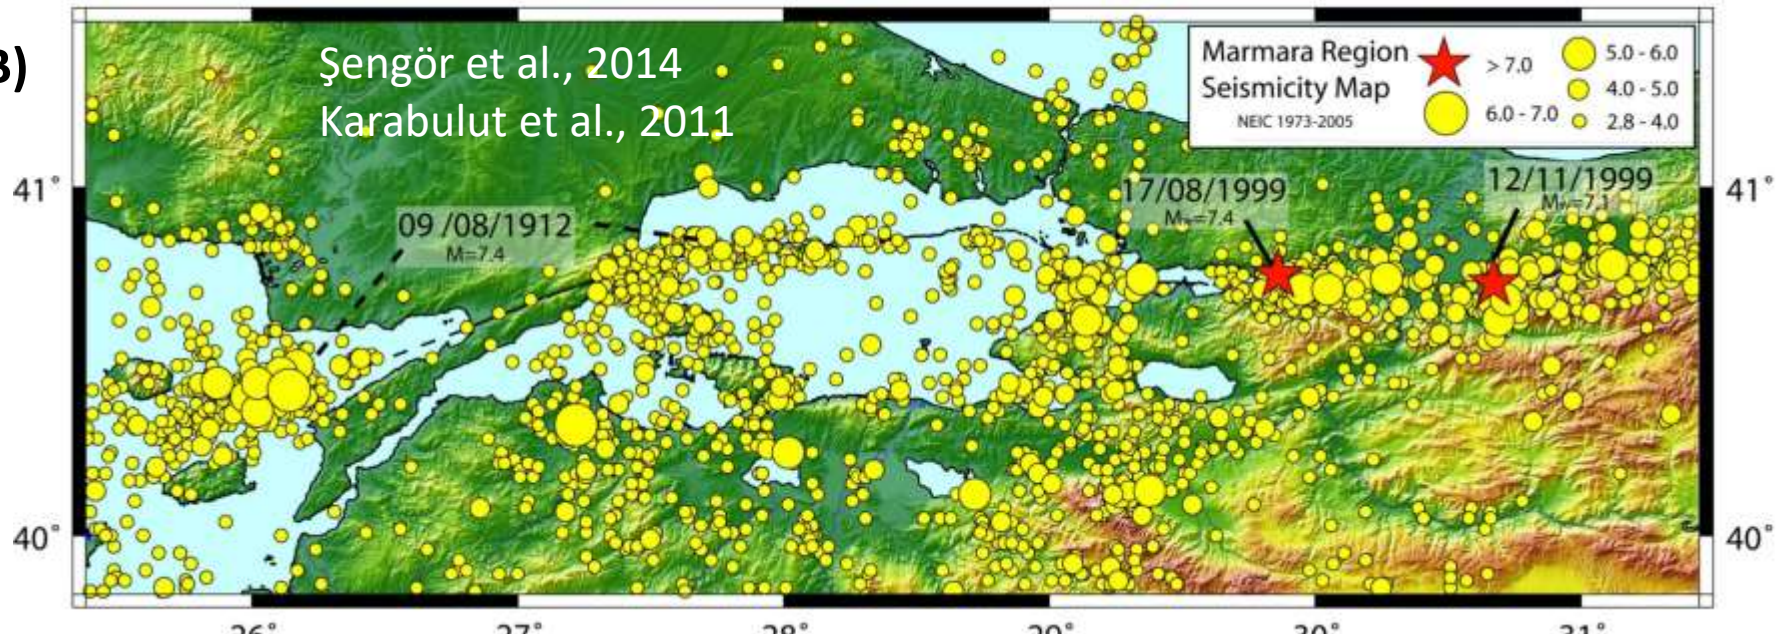 B)
Şengör et al., 2014
Karabulut et al., 2011
Marmara Region
Seismicity Map
NEIC 1973-2005
> 7.0
6.0 - 7.0
5.0 - 6.0
4.0 - 5.0
2.8 - 4.0
41°
41°
09 /08/1912
M=7.4
17/08/1999
Mw=7.4
12/11/1999
Mw=7.1
40°
40°
26°
27°
28°
29°
30°
31°